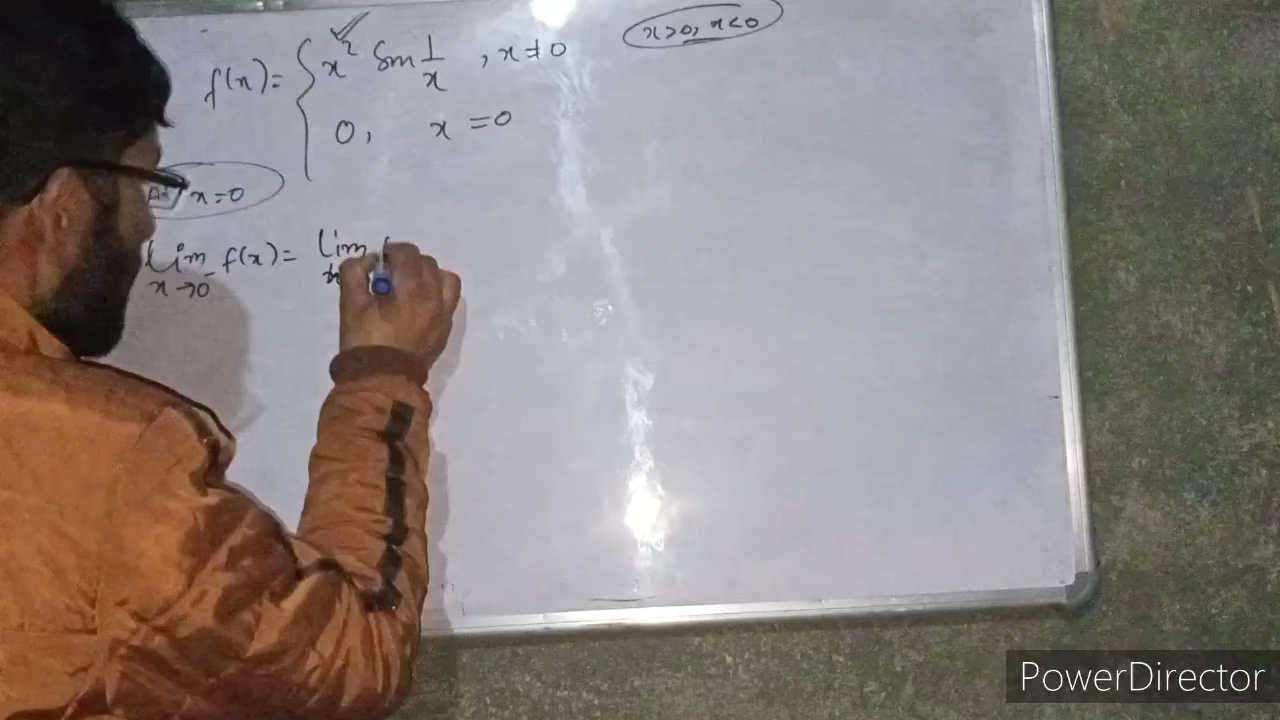 f(x) = { x² Sin 1/x , x ≠ 0
x>0, x<0
0, x = 0
At x=0
lim x→0⁻ f(x) = lim
PowerDirector